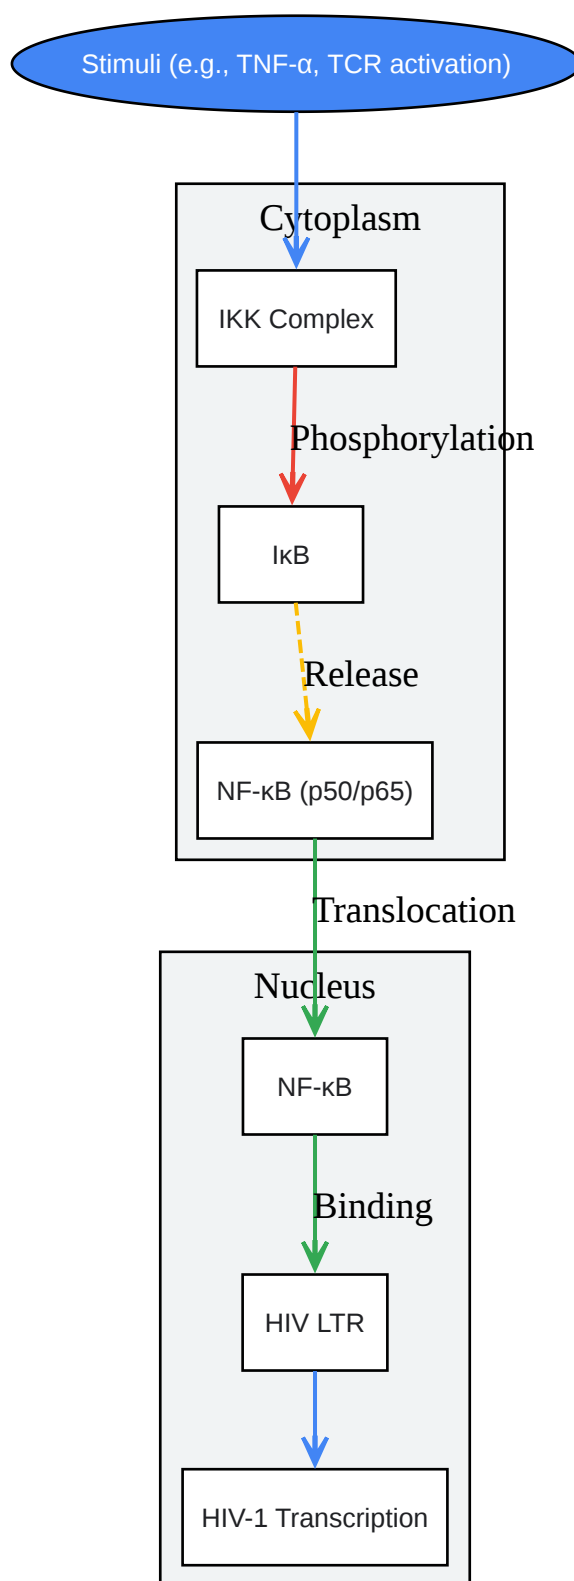 Stimuli (e.g., TNF-α, TCR activation)
Cytoplasm
IKK Complex
Phosphorylation
IκB
Release
NF-κB (p50/p65)
Translocation
Nucleus
NF-κB
Binding
HIV LTR
HIV-1 Transcription